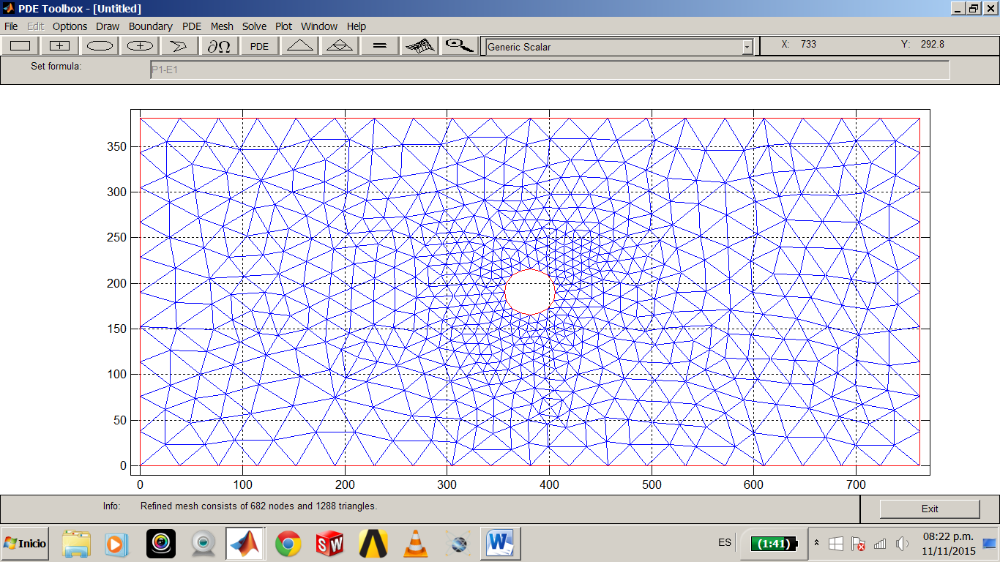 PDE Toolbox - [Untitled]
File Edit Options Draw Boundary PDE Mesh Solve Plot Window Help
∂Ω PDE = Generic Scalar X: 733 Y: 292.8
Set formula: P1-E1
350
300
250
200
150
100
50
0
0 100 200 300 400 500 600 700
Info: Refined mesh consists of 682 nodes and 1288 triangles.
Exit
Inicio SW W ES (1:41) 08:22 p.m.
11/11/2015